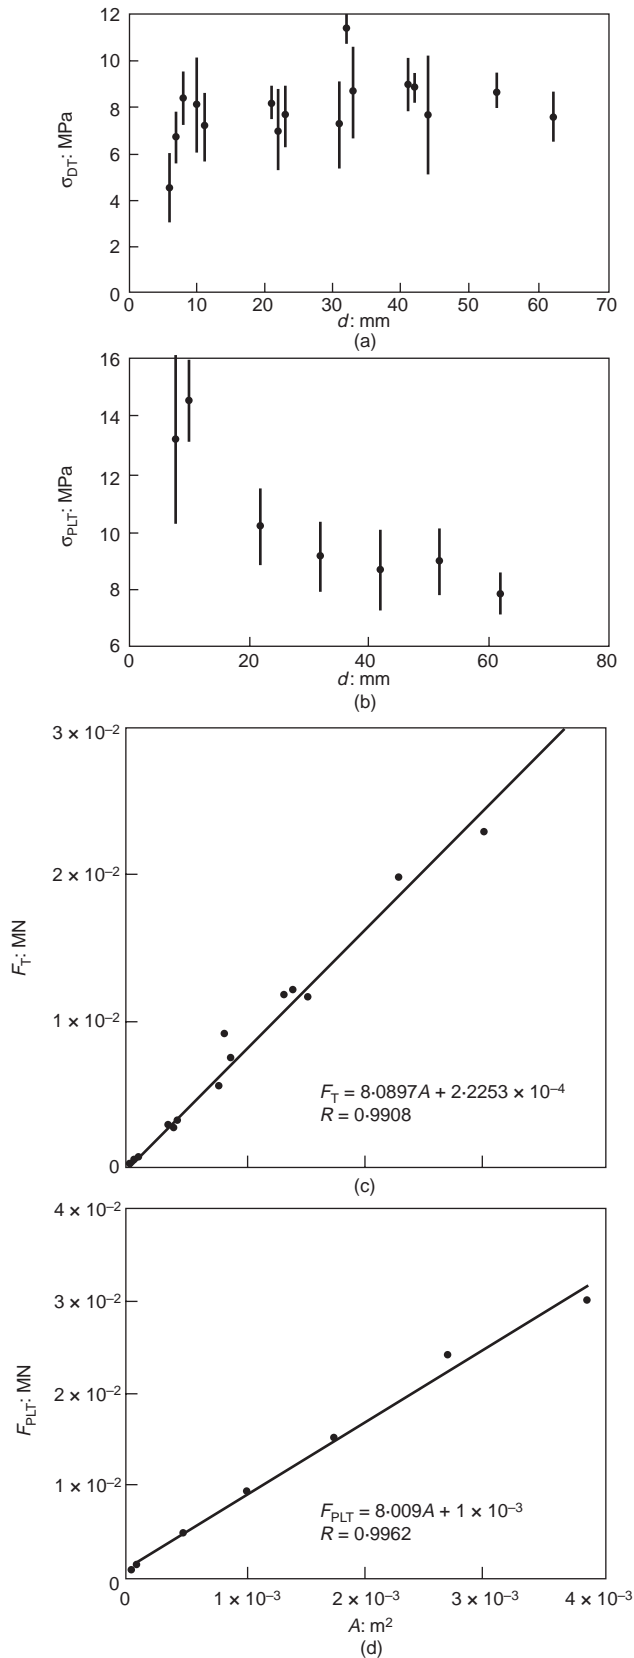 12
10
8
6
4
2
0
σDT: MPa
0 10 20 30 40 50 60 70
d: mm
(a)
16
14
12
10
8
6
σPLT: MPa
0 20 40 60 80
d: mm
(b)
3 × 10⁻²
2 × 10⁻²
1 × 10⁻²
0
FT: MN
FT = 8·0897A + 2·2253 × 10⁻⁴
R = 0·9908
(c)
4 × 10⁻²
3 × 10⁻²
2 × 10⁻²
1 × 10⁻²
0
FPLT: MN
FPLT = 8·009A + 1 × 10⁻³
R = 0·9962
0 1 × 10⁻³ 2 × 10⁻³ 3 × 10⁻³ 4 × 10⁻³
A: m²
(d)